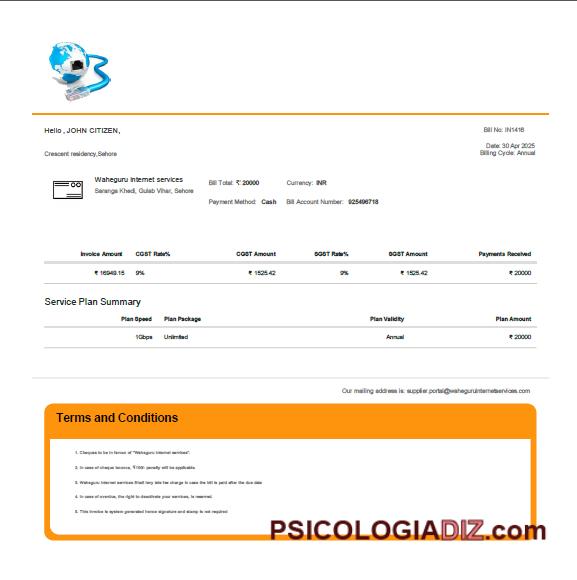 Hello , JOHN CITIZEN,
Bill No: IN1416
Crescent residency,Sehore
Date: 30 Apr 2025
Billing Cycle: Annual
Waheguru Internet services
Saranga Khedi, Gulab Vihar, Sehore
Bill Total: ₹ 20000 Currency: INR
Payment Method: Cash Bill Account Number: 925496718
Invoice Amount CGST Rate% CGST Amount SGST Rate% SGST Amount Payments Received
₹ 16949.15 9% ₹ 1525.42 9% ₹ 1525.42 ₹ 20000
Service Plan Summary
Plan Speed Plan Package Plan Validity Plan Amount
1Gbps Unlimited Annual ₹ 20000
Our mailing address is: supplier.portal@waheguruinternetservices.com
Terms and Conditions
1. Cheques to be in favour of "Waheguru Internet services".
2. In case of cheque bounce, ₹100/- penalty will be applicable.
3. Waheguru Internet services Shall levy late fee charge in case the bill is paid after the due date
4. In case of overdue, the right to deactivate your services, is reserved.
5. This invoice is system generated hence signature and stamp is not required
PSICOLOGIADIZ.com